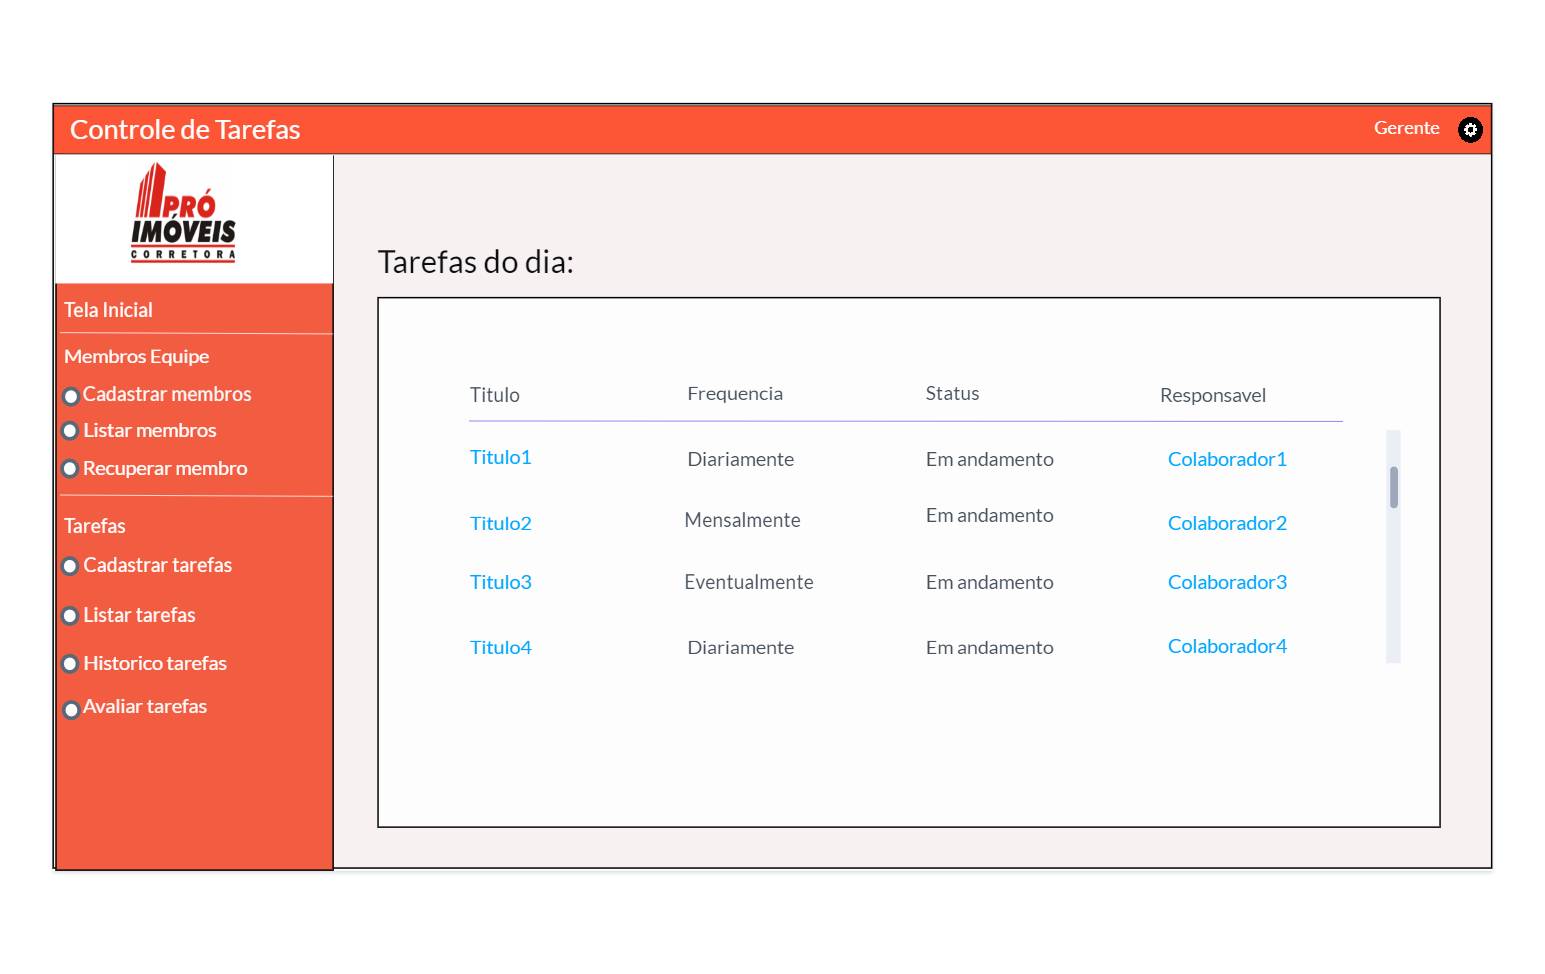 Controle de Tarefas
Gerente
PRÓ
IMÓVEIS
CORRETORA
Tela Inicial
Membros Equipe
Cadastrar membros
Listar membros
Recuperar membro
Tarefas
Cadastrar tarefas
Listar tarefas
Historico tarefas
Avaliar tarefas
Tarefas do dia:
Titulo Frequencia Status Responsavel
Titulo1 Diariamente Em andamento Colaborador1
Titulo2 Mensalmente Em andamento Colaborador2
Titulo3 Eventualmente Em andamento Colaborador3
Titulo4 Diariamente Em andamento Colaborador4